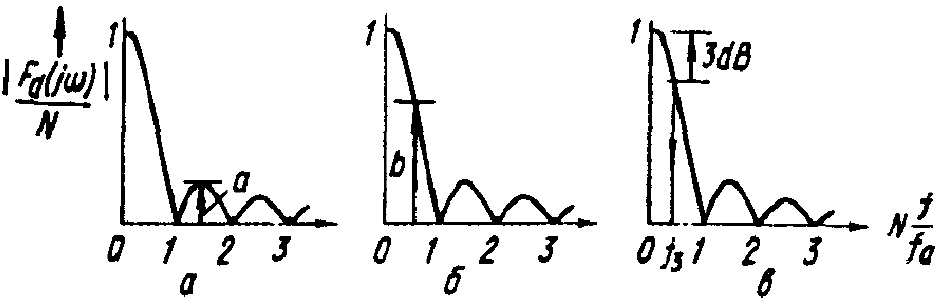 |F_a(jω)|/N
1
a
0 1 2 3
а
1
b
0 1 2 3
б
1
3dB
0 f₃ 1 2 3
в
N f/f_a